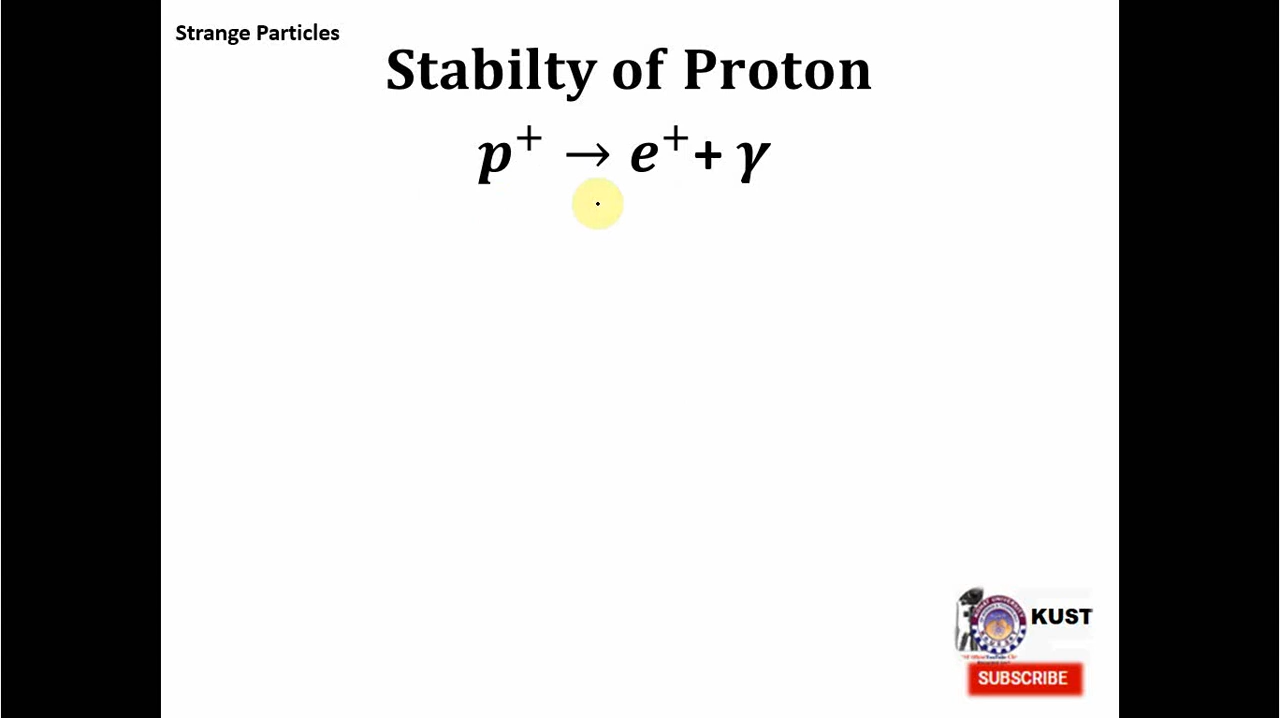 Strange Particles
Stabilty of Proton
p⁺ → e⁺ + γ
KUST
SUBSCRIBE